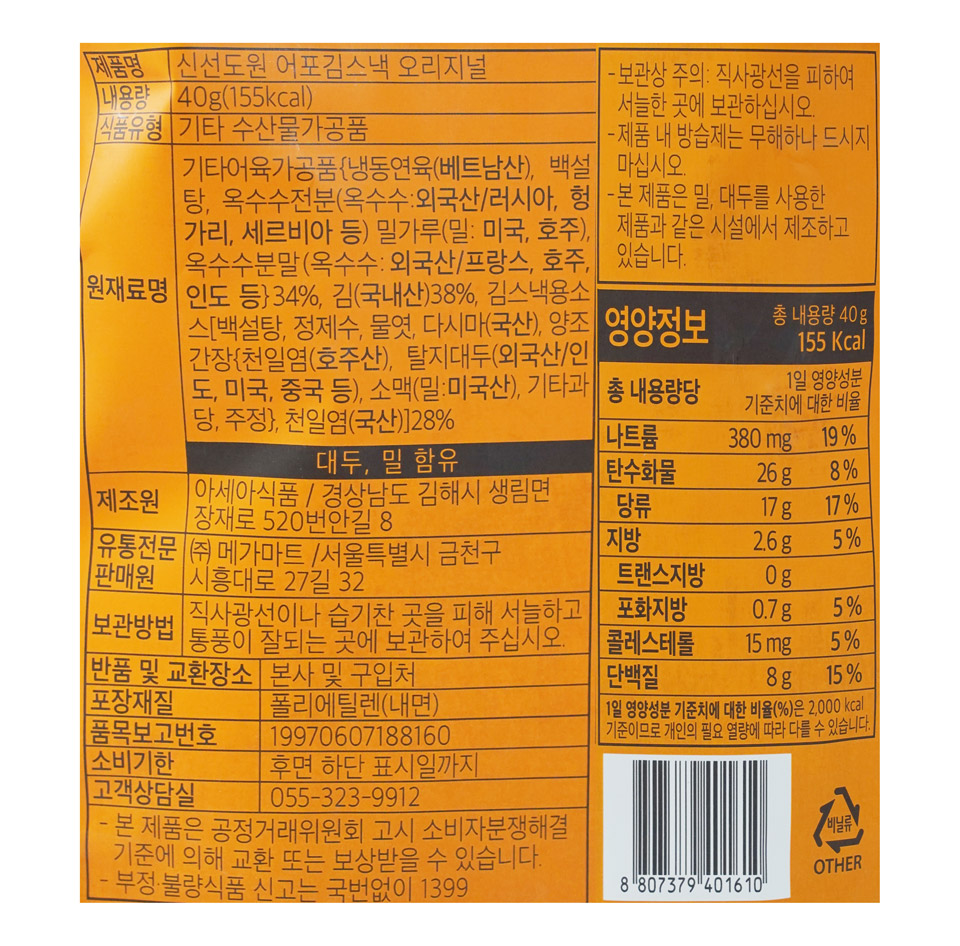 제품명 신선도원 어포김스낵 오리지널
내용량 40g(155kcal)
식품유형 기타 수산물가공품
원재료명
기타어육가공품{냉동연육(베트남산), 백설
탕, 옥수수전분(옥수수:외국산/러시아, 헝
가리, 세르비아 등) 밀가루(밀: 미국, 호주),
옥수수분말(옥수수: 외국산/프랑스, 호주,
인도 등}34%, 김(국내산)38%, 김스낵용소
스[백설탕, 정제수, 물엿, 다시마(국산), 양조
간장{천일염(호주산), 탈지대두(외국산/인
도, 미국, 중국 등), 소맥(밀:미국산), 기타과
당, 주정}, 천일염(국산)]28%
대두, 밀 함유
제조원
아세아식품 / 경상남도 김해시 생림면
장재로 520번안길 8
유통전문
판매원
㈜ 메가마트 /서울특별시 금천구
시흥대로 27길 32
보관방법
직사광선이나 습기찬 곳을 피해 서늘하고
통풍이 잘되는 곳에 보관하여 주십시오.
반품 및 교환장소 본사 및 구입처
포장재질 폴리에틸렌(내면)
품목보고번호 19970607188160
소비기한 후면 하단 표시일까지
고객상담실 055-323-9912
- 본 제품은 공정거래위원회 고시 소비자분쟁해결
기준에 의해 교환 또는 보상받을 수 있습니다.
- 부정·불량식품 신고는 국번없이 1399
-보관상 주의: 직사광선을 피하여
서늘한 곳에 보관하십시오.
-제품 내 방습제는 무해하나 드시지
마십시오.
-본 제품은 밀, 대두를 사용한
제품과 같은 시설에서 제조하고
있습니다.
영양정보
총 내용량 40g
155 Kcal
총 내용량당
1일 영양성분
기준치에 대한 비율
나트륨 380 mg 19 %
탄수화물 26 g 8 %
당류 17 g 17 %
지방 2.6 g 5 %
트랜스지방 0 g
포화지방 0.7 g 5 %
콜레스테롤 15 mg 5 %
단백질 8 g 15 %
1일 영양성분 기준치에 대한 비율(%)은 2,000 kcal
기준이므로 개인의 필요 열량에 따라 다를 수 있습니다.
8 807379 401610
비닐류
OTHER